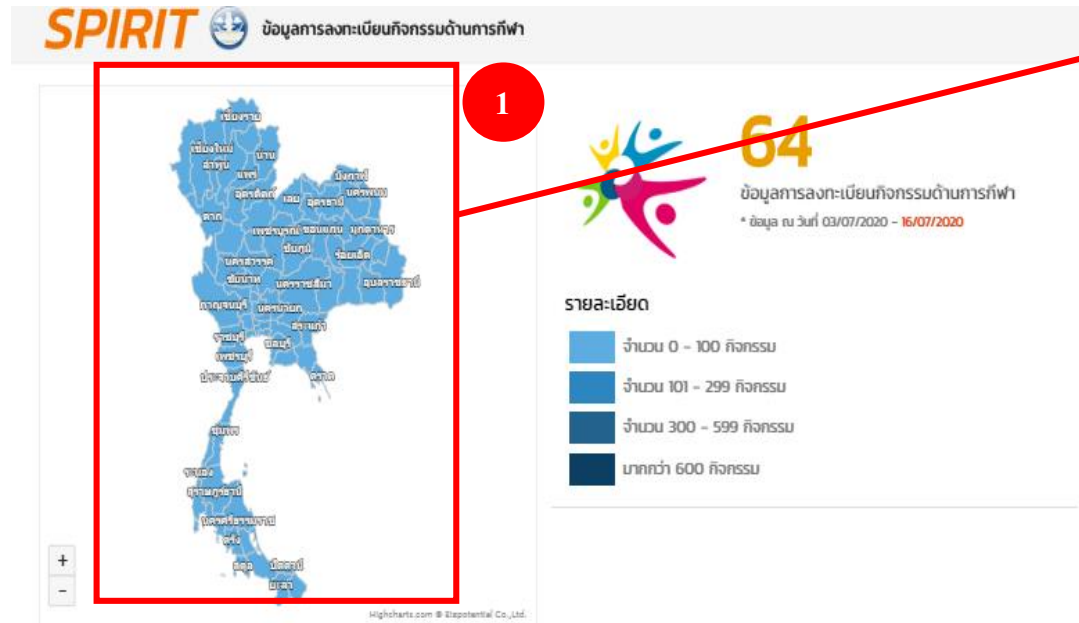 SPIRIT ข้อมูลการลงทะเบียนกิจกรรมด้านการกีฬา
1
เชียงราย
เชียงใหม่
น่าน
ลำพูน
แพร่
บึงกาฬ
อุตรดิตถ์
เลย
อุดรธานี
นครพนม
ตาก
เพชรบูรณ์
ขอนแก่น
มุกดาหาร
ชัยภูมิ
ร้อยเอ็ด
นครสวรรค์
ชัยนาท
นครราชสีมา
อุบลราชธานี
กาญจนบุรี
นครนายก
สระแก้ว
ราชบุรี
ชลบุรี
เพชรบุรี
ประจวบคีรีขันธ์
ตราด
ชุมพร
ระนอง
สุราษฎร์ธานี
นครศรีธรรมราช
ตรัง
สตูล
ปัตตานี
ยะลา
+
-
Highcharts.com ©
64
ข้อมูลการลงทะเบียนกิจกรรมด้านการกีฬา
* ข้อมูล ณ วันที่ 03/07/2020 - 16/07/2020
รายละเอียด
จำนวน 0 - 100 กิจกรรม
จำนวน 101 - 299 กิจกรรม
จำนวน 300 - 599 กิจกรรม
มากกว่า 600 กิจกรรม